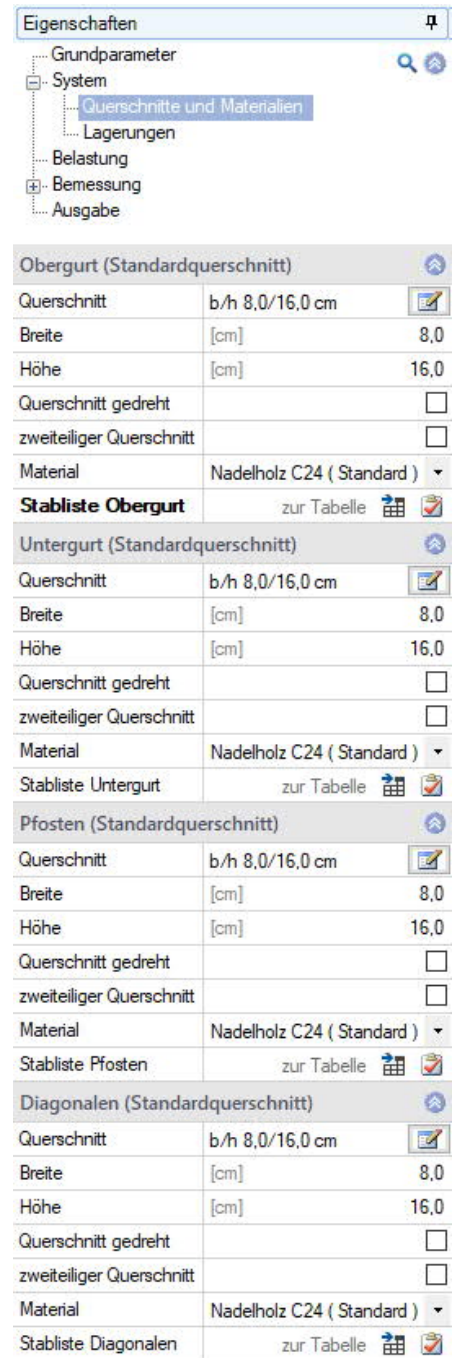 Eigenschaften
Grundparameter
System
Querschnitte und Materialien
Lagerungen
Belastung
Bemessung
Ausgabe
Obergurt (Standardquerschnitt)
Querschnitt b/h 8,0/16,0 cm
Breite [cm] 8,0
Höhe [cm] 16,0
Querschnitt gedreht
zweiteiliger Querschnitt
Material Nadelholz C24 ( Standard )
Stabliste Obergurt zur Tabelle
Untergurt (Standardquerschnitt)
Querschnitt b/h 8,0/16,0 cm
Breite [cm] 8,0
Höhe [cm] 16,0
Querschnitt gedreht
zweiteiliger Querschnitt
Material Nadelholz C24 ( Standard )
Stabliste Untergurt zur Tabelle
Pfosten (Standardquerschnitt)
Querschnitt b/h 8,0/16,0 cm
Breite [cm] 8,0
Höhe [cm] 16,0
Querschnitt gedreht
zweiteiliger Querschnitt
Material Nadelholz C24 ( Standard )
Stabliste Pfosten zur Tabelle
Diagonalen (Standardquerschnitt)
Querschnitt b/h 8,0/16,0 cm
Breite [cm] 8,0
Höhe [cm] 16,0
Querschnitt gedreht
zweiteiliger Querschnitt
Material Nadelholz C24 ( Standard )
Stabliste Diagonalen zur Tabelle